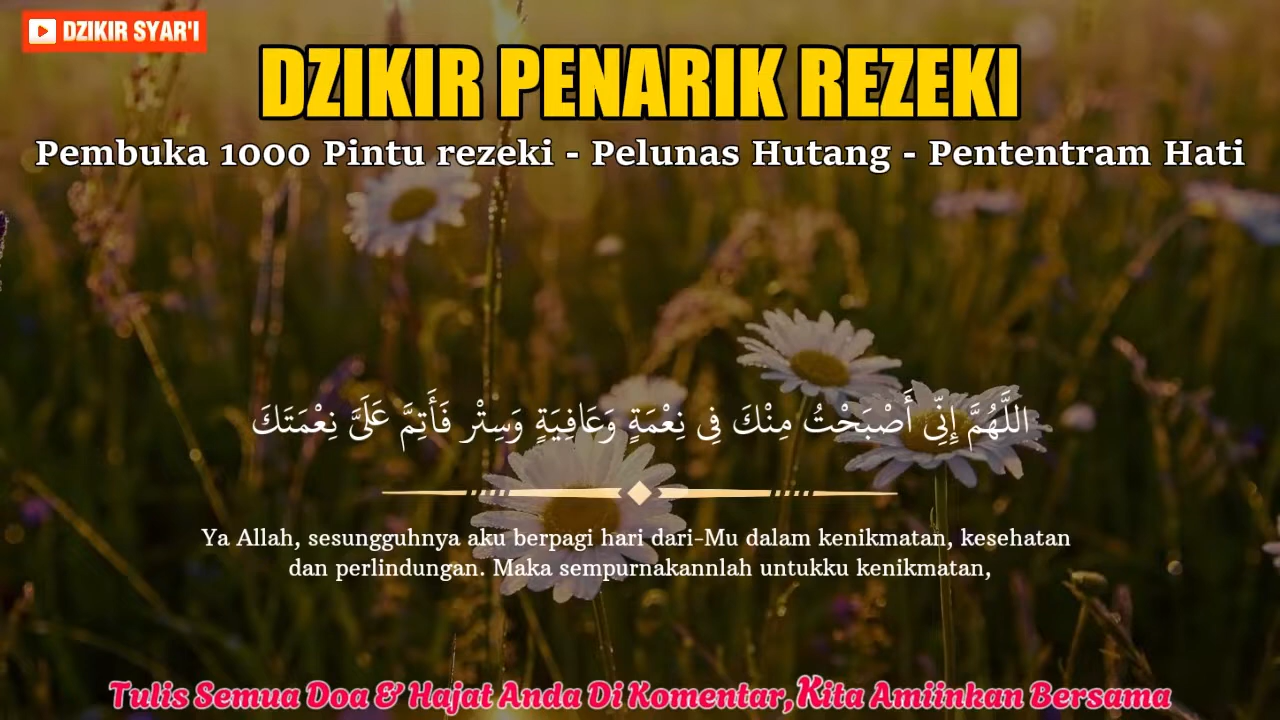 DZIKIR SYAR'I
DZIKIR PENARIK REZEKI
Pembuka 1000 Pintu rezeki - Pelunas Hutang - Pententram Hati
اللَّهُمَّ إِنِّى أَصْبَحْتُ مِنْكَ فِى نِعْمَةٍ وَعَافِيَةٍ وَسِتْر فَأَتِمَّ عَلَىَّ نِعْمَتَكَ
Ya Allah, sesungguhnya aku berpagi hari dari-Mu dalam kenikmatan, kesehatan
dan perlindungan. Maka sempurnakannlah untukku kenikmatan,
Tulis Semua Doa & Hajat Anda Di Komentar,Kita Amiinkan Bersama